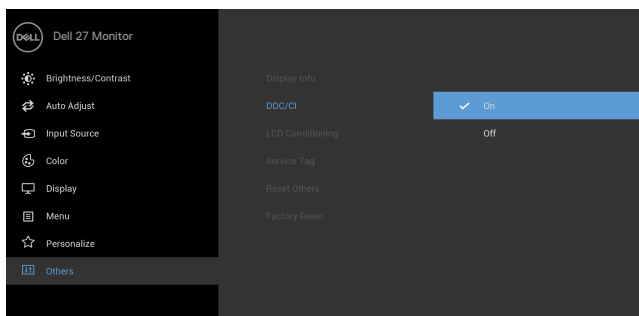 DELL Dell 27 Monitor
Brightness/Contrast Display Info
Auto Adjust DDC/CI On
Input Source LCD Conditioning Off
Color Service Tag
Display Reset Others
Menu Factory Reset
Personalize
Others